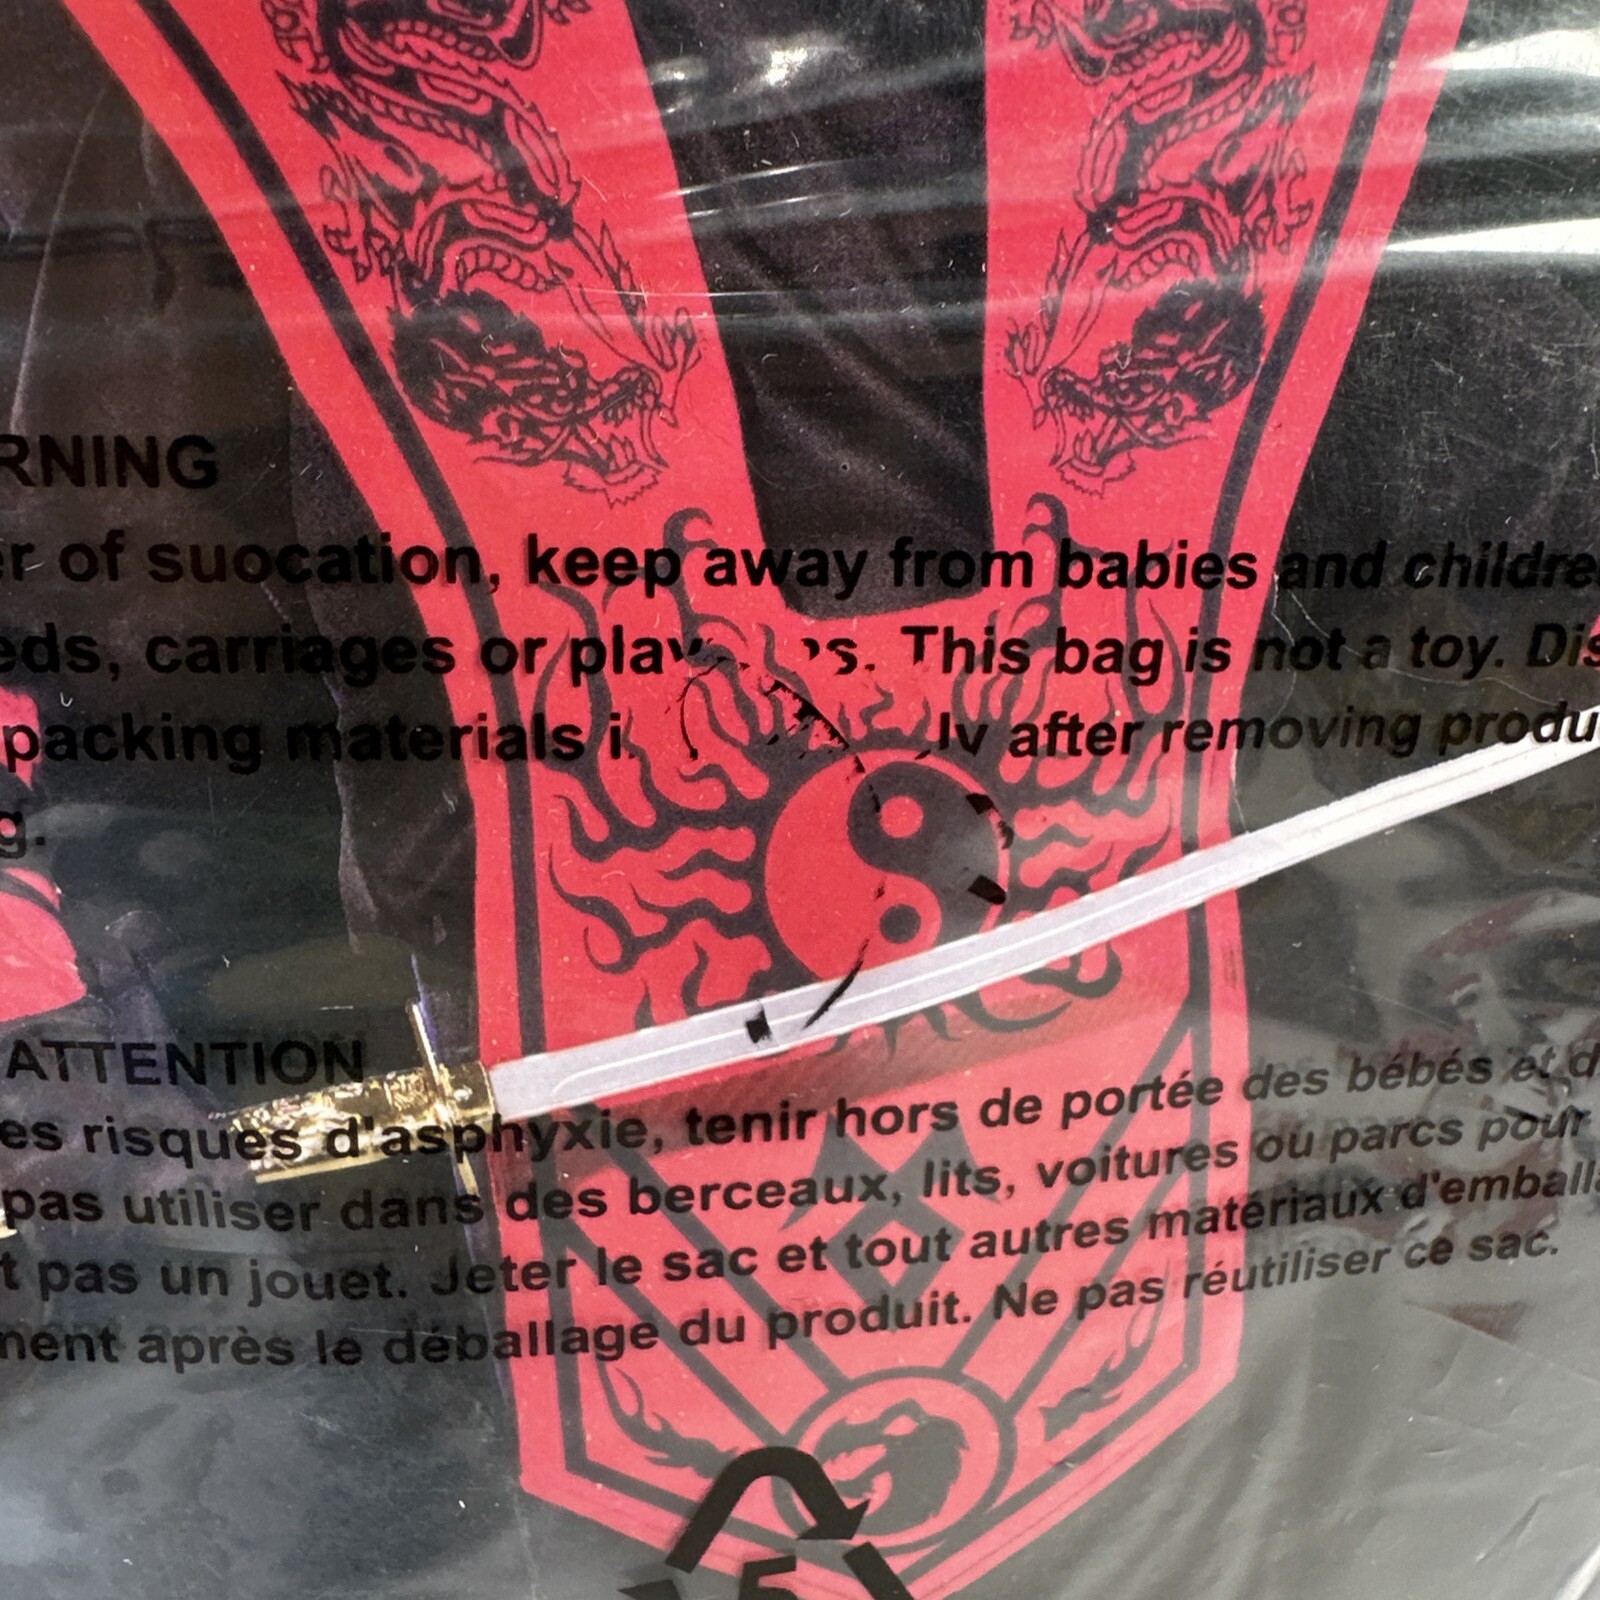 RNING
er of suocation, keep away from babies and childre
eds, carriages or This bag is not a toy. Dis
packing materials after removing produ
g.
ATTENTION
es risques d'asphyxie, tenir hors de portée des bébés et d
pas utiliser dans des berceaux, lits, voitures ou parcs pour
t pas un jouet. Jeter le sac et tout autres matériaux d'emball
ment après le déballage du produit. Ne pas réutiliser ce sac.
5